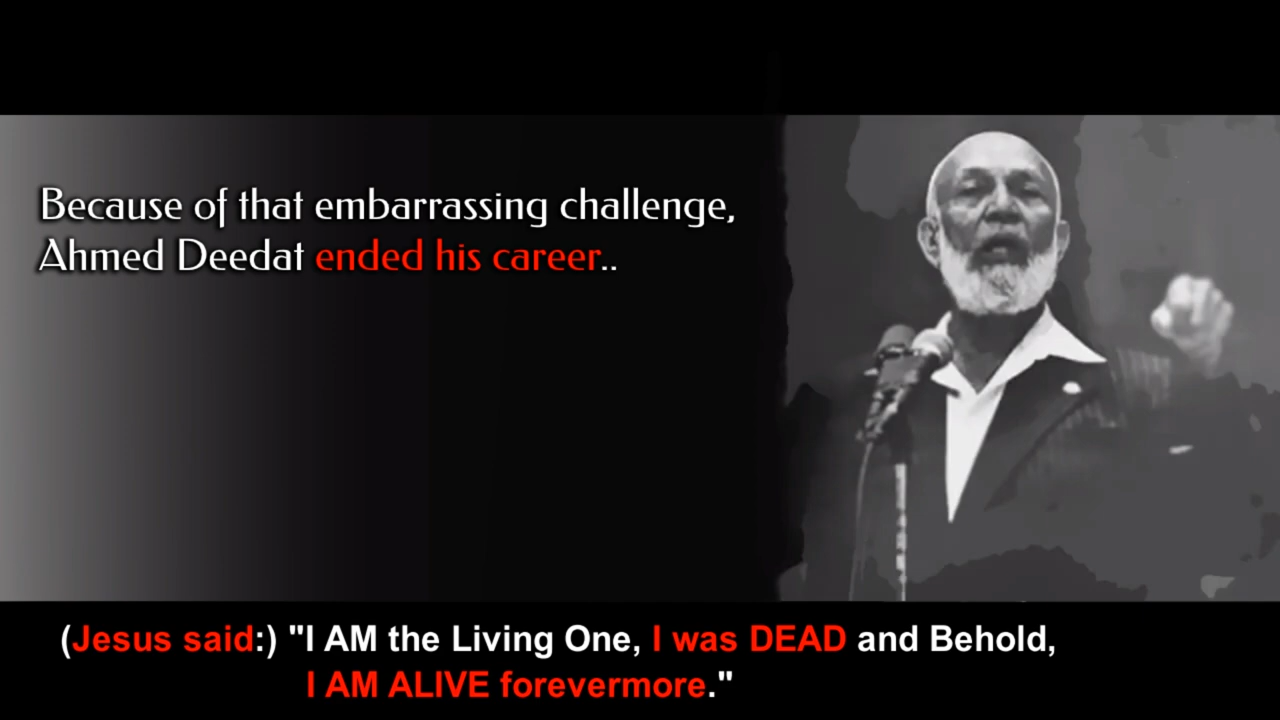 Because of that embarrassing challenge,
Ahmed Deedat ended his career..
(Jesus said:) "I AM the Living One, I was DEAD and Behold,
I AM ALIVE forevermore."